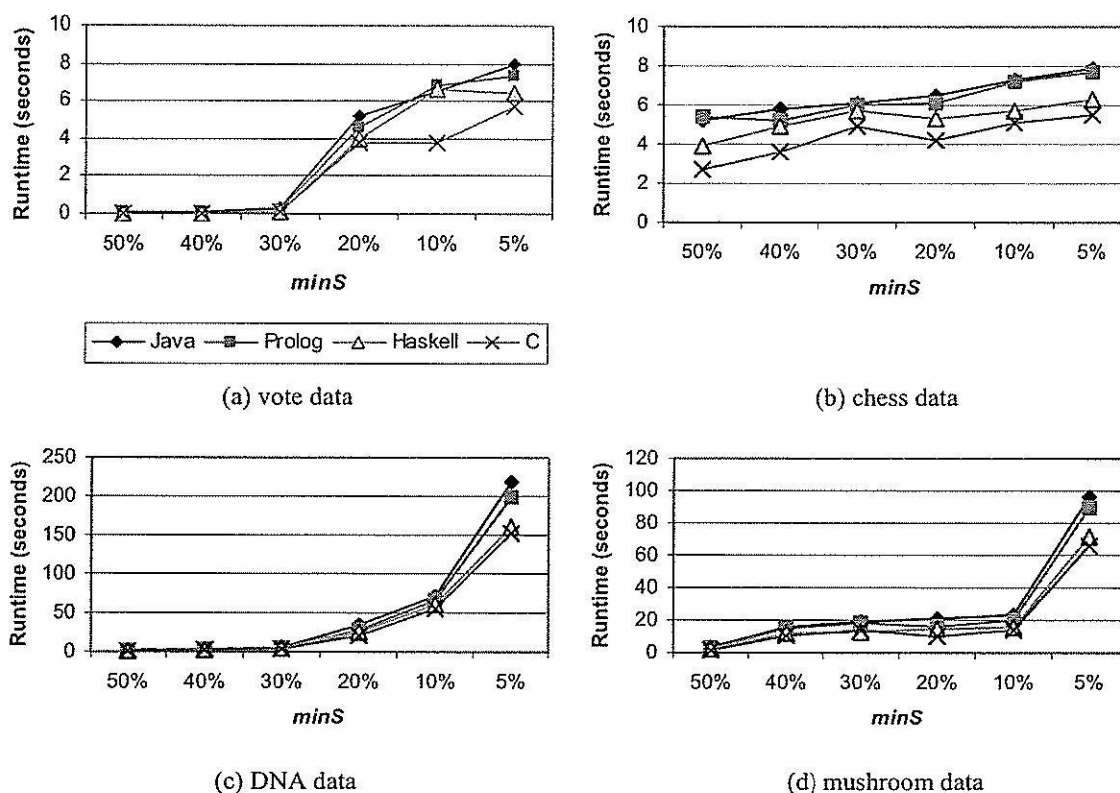 Runtime (seconds)
10
8
6
4
2
0
50% 40% 30% 20% 10% 5%
minS
Java Prolog Haskell C
(a) vote data
Runtime (seconds)
10
8
6
4
2
0
50% 40% 30% 20% 10% 5%
minS
(b) chess data
Runtime (seconds)
250
200
150
100
50
0
50% 40% 30% 20% 10% 5%
minS
(c) DNA data
Runtime (seconds)
120
100
80
60
40
20
0
50% 40% 30% 20% 10% 5%
minS
(d) mushroom data